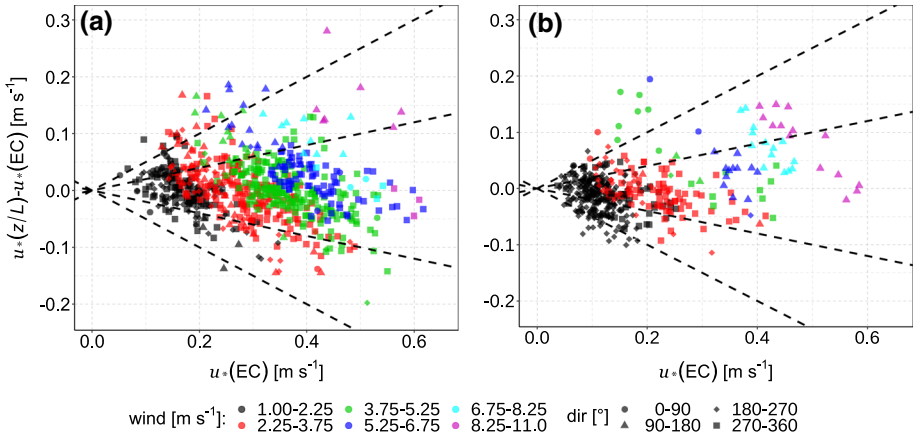 (a)
(b)
0.3
0.2
0.1
0.0
-0.1
-0.2
0.3
0.2
0.1
0.0
-0.1
-0.2
u*(z/L)-u*(EC) [m s⁻¹]
0.0 0.2 0.4 0.6
0.0 0.2 0.4 0.6
u*(EC) [m s⁻¹]
u*(EC) [m s⁻¹]
wind [m s⁻¹]: 1.00-2.25 3.75-5.25 6.75-8.25 dir [°] 0-90 180-270
2.25-3.75 5.25-6.75 8.25-11.0 90-180 270-360